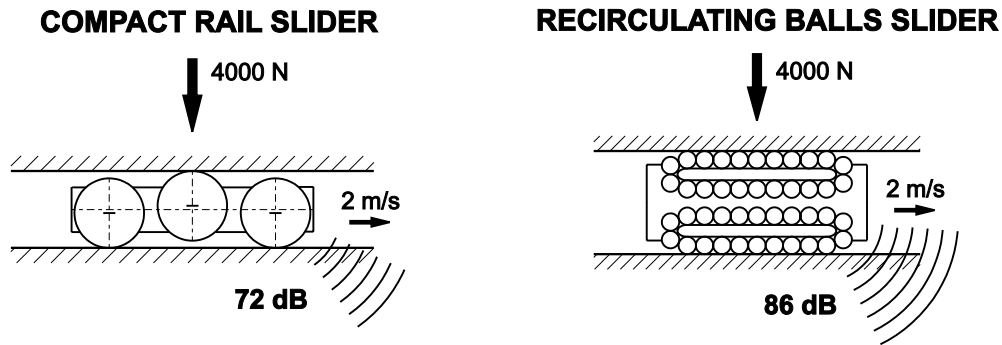 COMPACT RAIL SLIDER
4000 N
2 m/s
72 dB
RECIRCULATING BALLS SLIDER
4000 N
2 m/s
86 dB